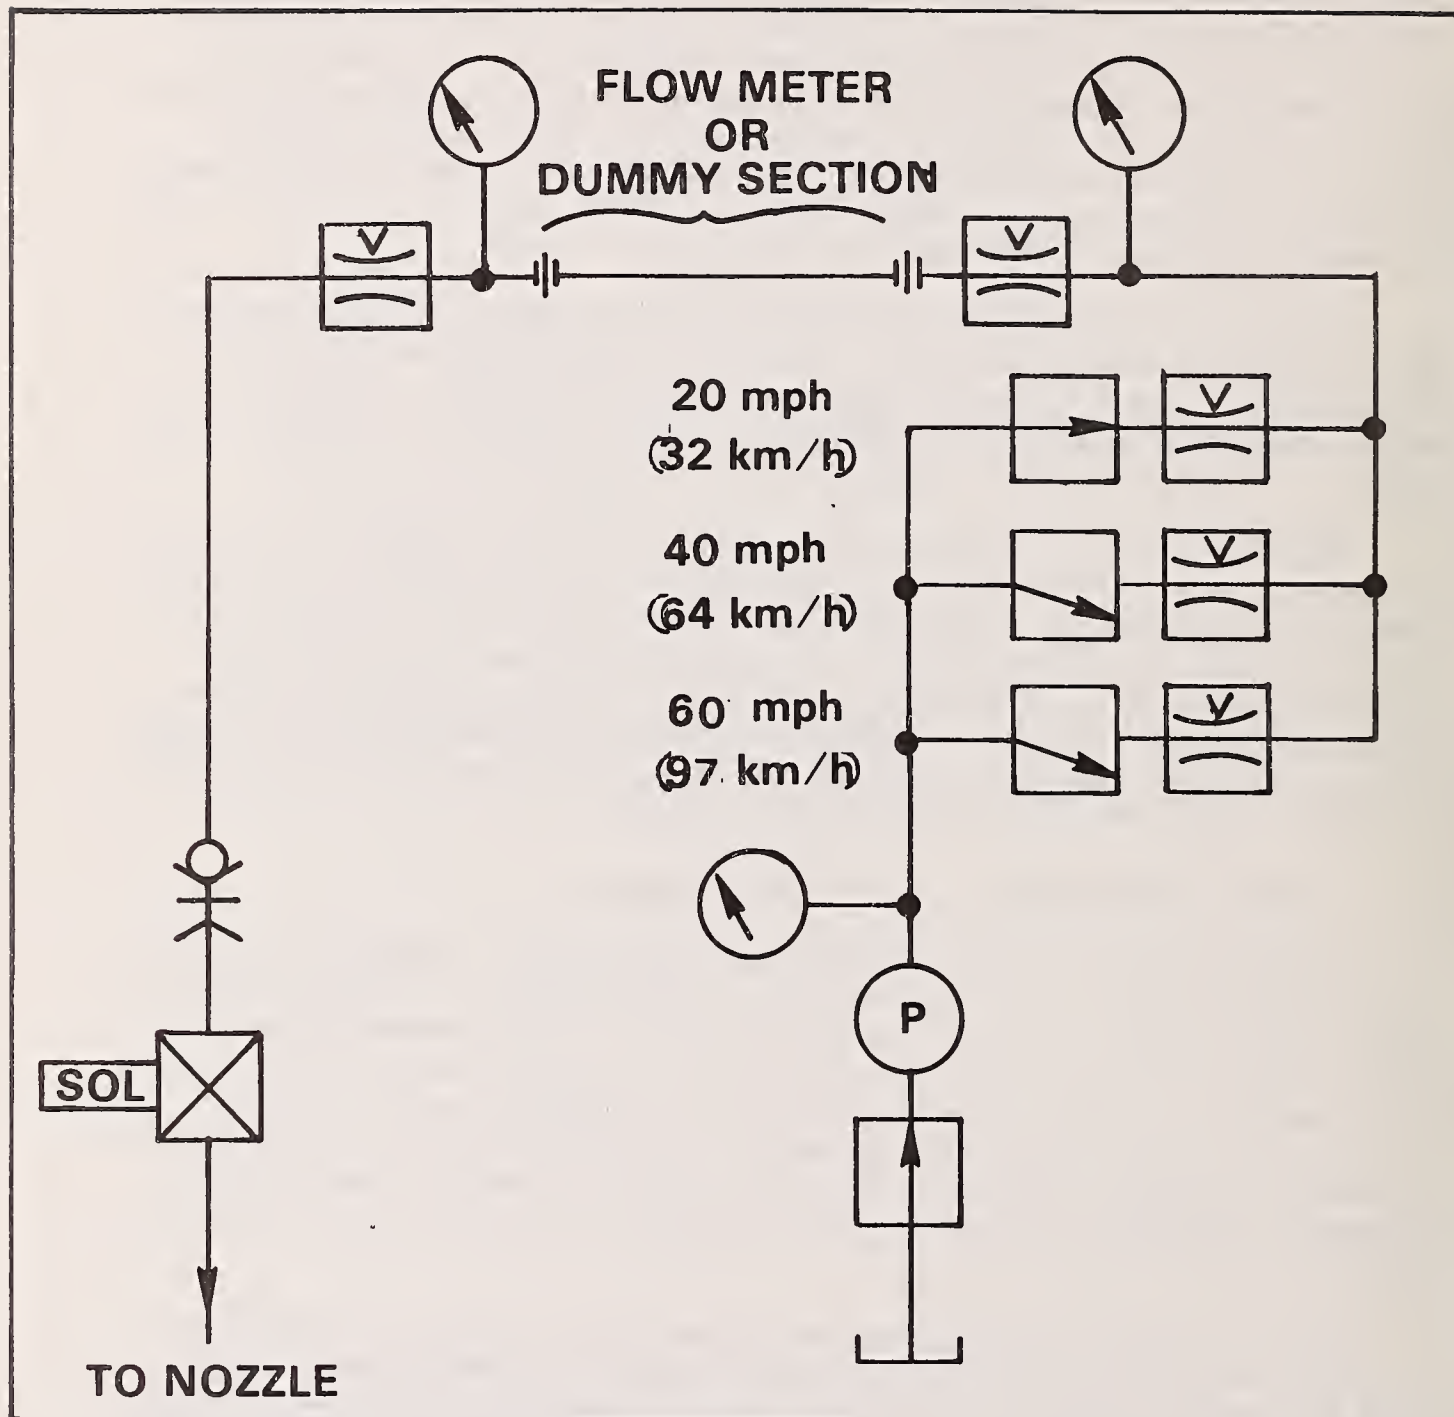 FLOW METER
OR
DUMMY SECTION
V
V
20 mph
(32 km/h)
V
40 mph
(64 km/h)
V
60 mph
(97 km/h)
V
P
SOL
TO NOZZLE